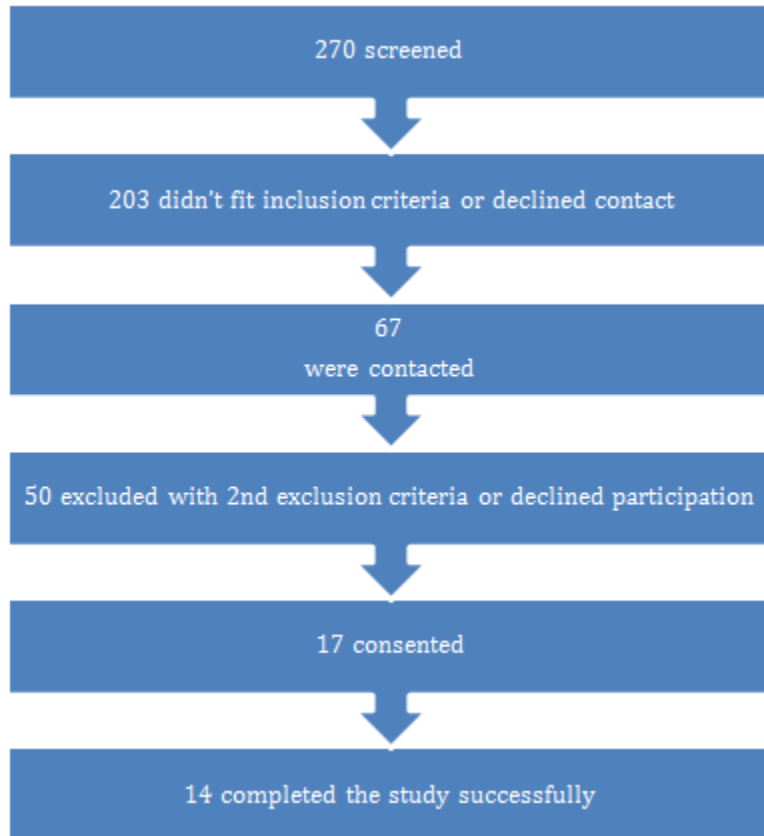 270 screened
203 didn't fit inclusion criteria or declined contact
67
were contacted
50 excluded with 2nd exclusion criteria or declined participation
17 consented
14 completed the study successfully